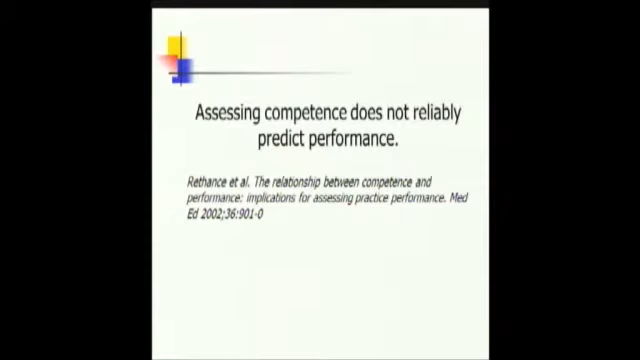 Assessing competence does not reliably
predict performance.
Rethance et al. The relationship between competence and
performance: implications for assessing practice performance. Med
Ed 2002;36:901-0